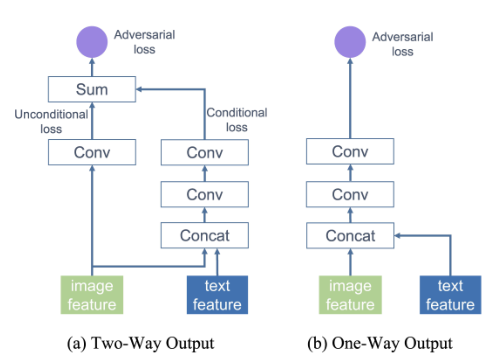 Adversarial
loss
Sum
Unconditional
loss
Conditional
loss
Conv
Conv
Conv
Concat
image
feature
text
feature
(a) Two-Way Output
Adversarial
loss
Conv
Conv
Concat
image
feature
text
feature
(b) One-Way Output